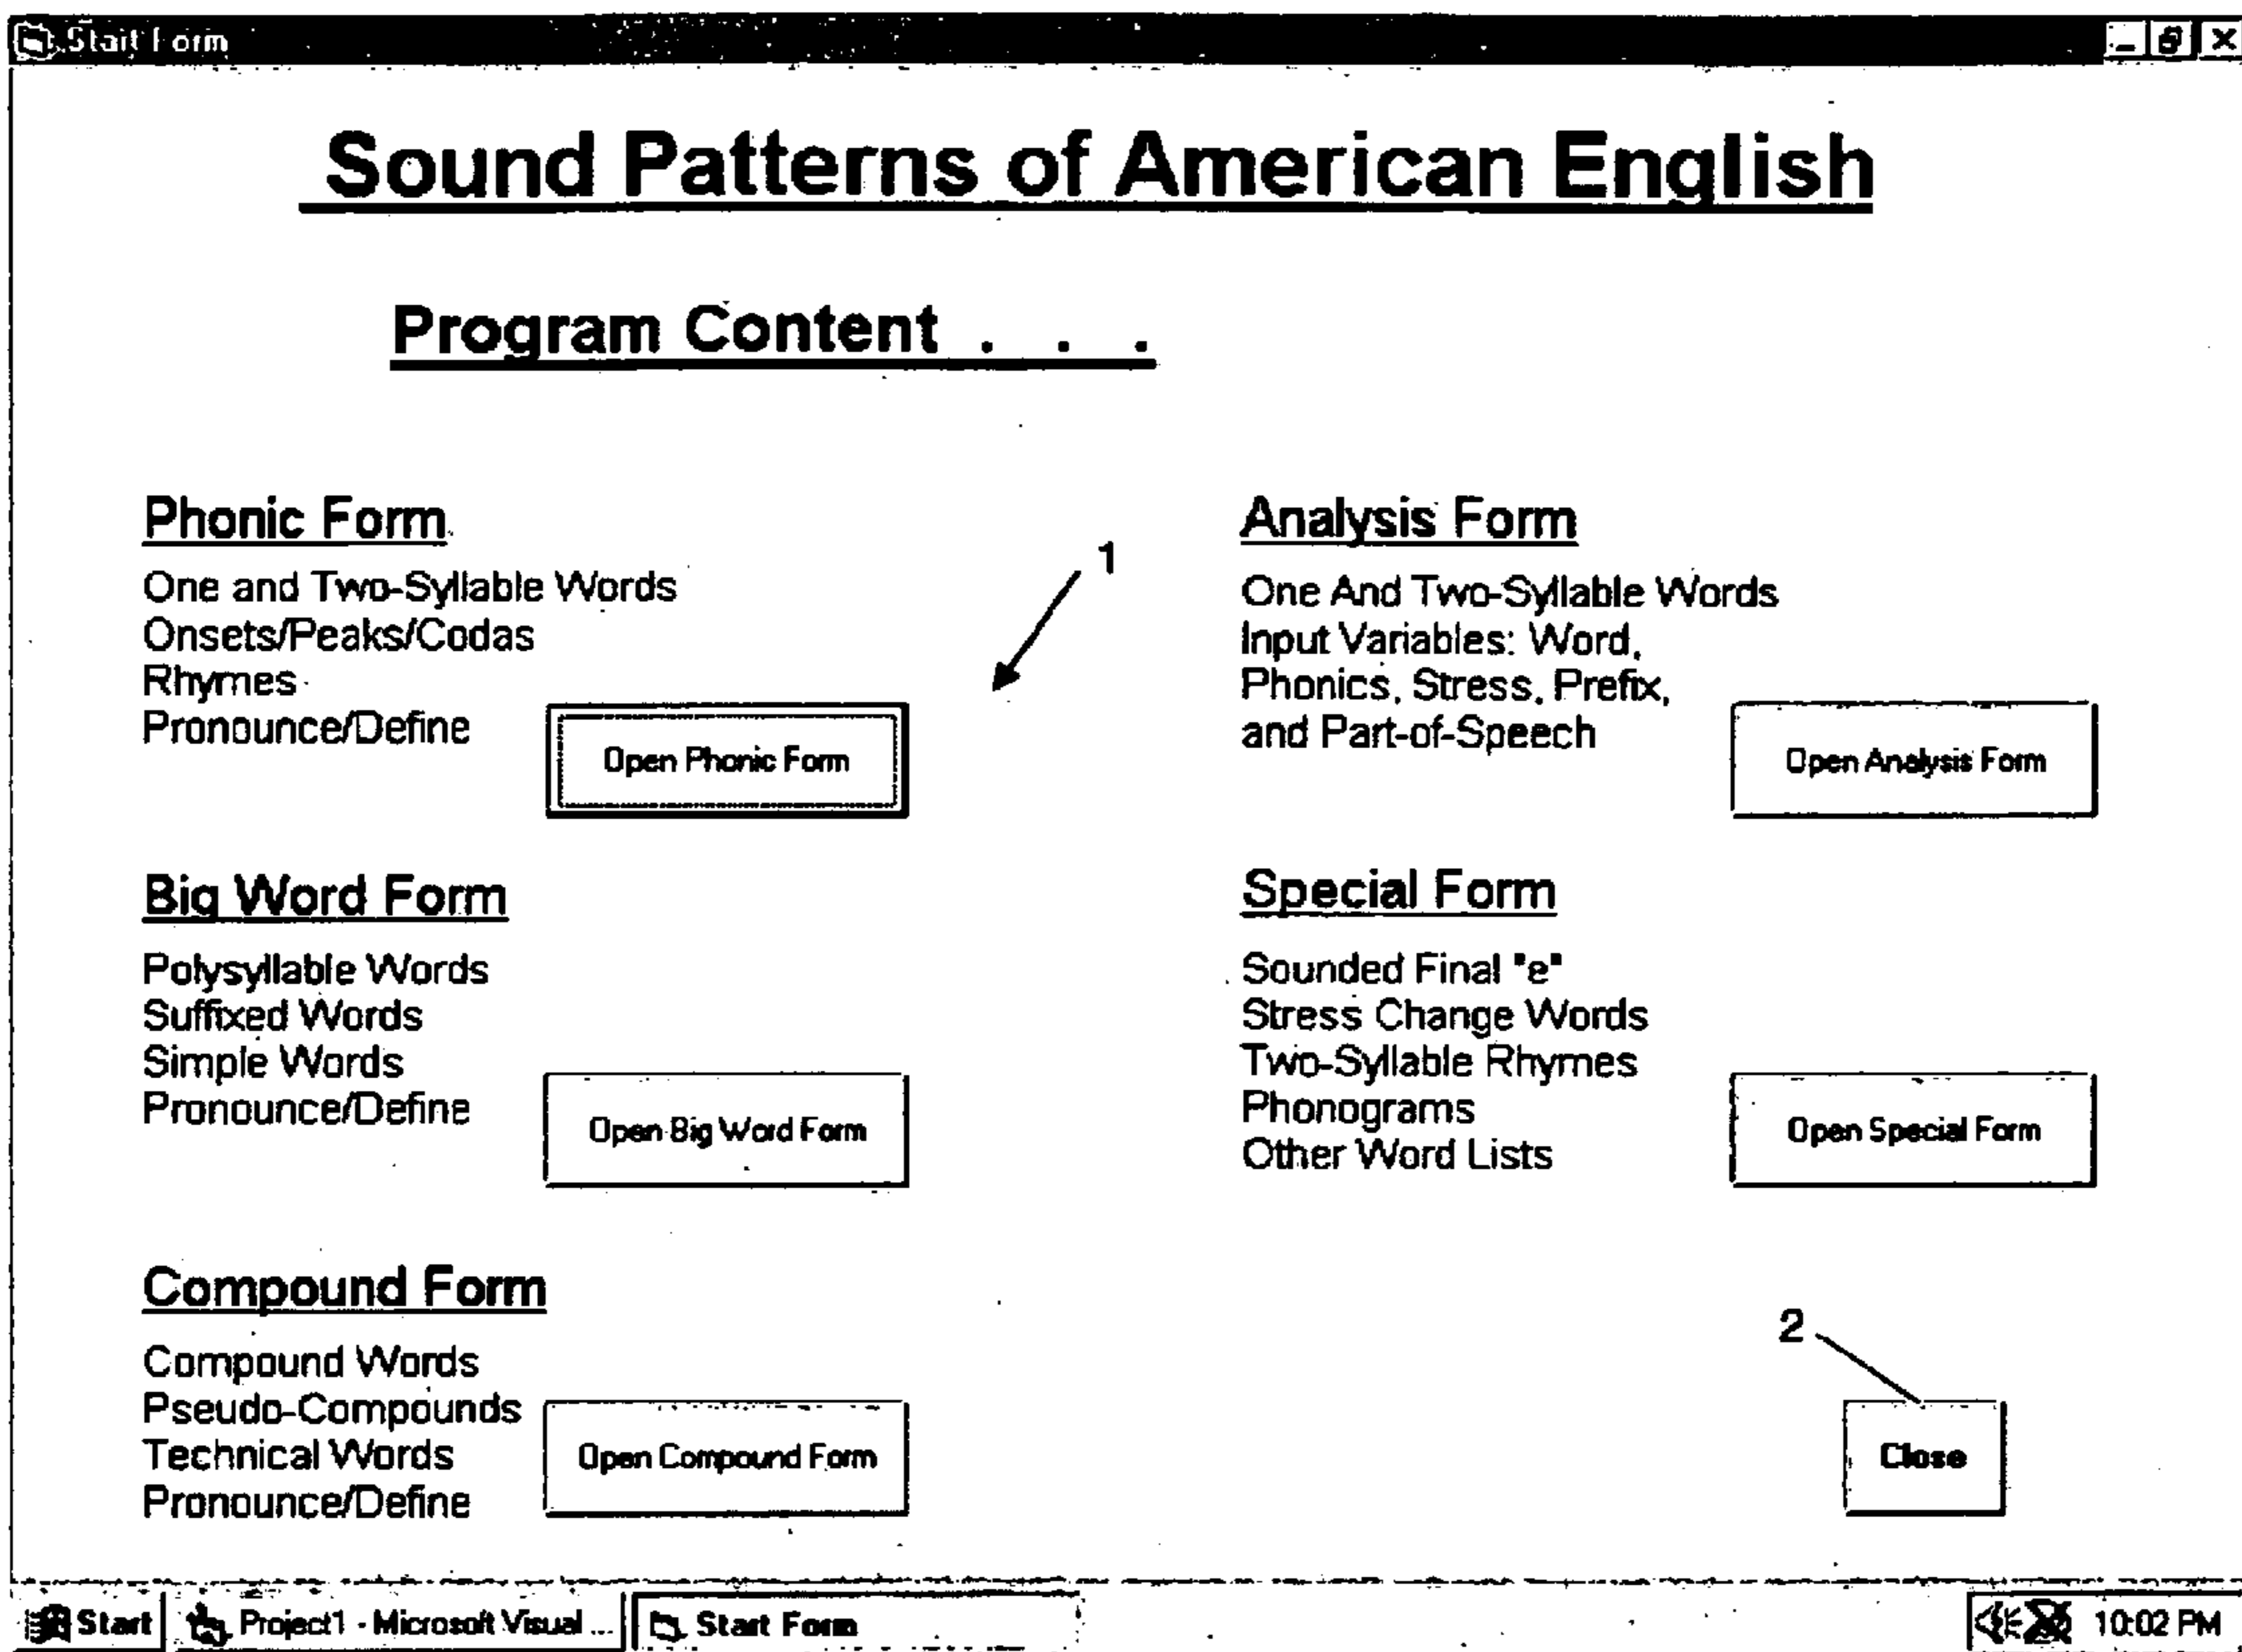 Start Form
Sound Patterns of American English
Program Content . . .
Phonic Form
One and Two-Syllable Words
Onsets/Peaks/Codas
Rhymes
Pronounce/Define
Open Phonic Form
1
Analysis Form
One And Two-Syllable Words
Input Variables: Word,
Phonics, Stress, Prefix,
and Part-of-Speech
Open Analysis Form
Big Word Form
Polysyllable Words
Suffixed Words
Simple Words
Pronounce/Define
Open Big Word Form
Special Form
Sounded Final "e"
Stress Change Words
Two-Syllable Rhymes
Phonograms
Other Word Lists
Open Special Form
Compound Form
Compound Words
Pseudo-Compounds
Technical Words
Pronounce/Define
Open Compound Form
2
Close
Start
Project1 - Microsoft Visual ...
Start Form
10:02 PM